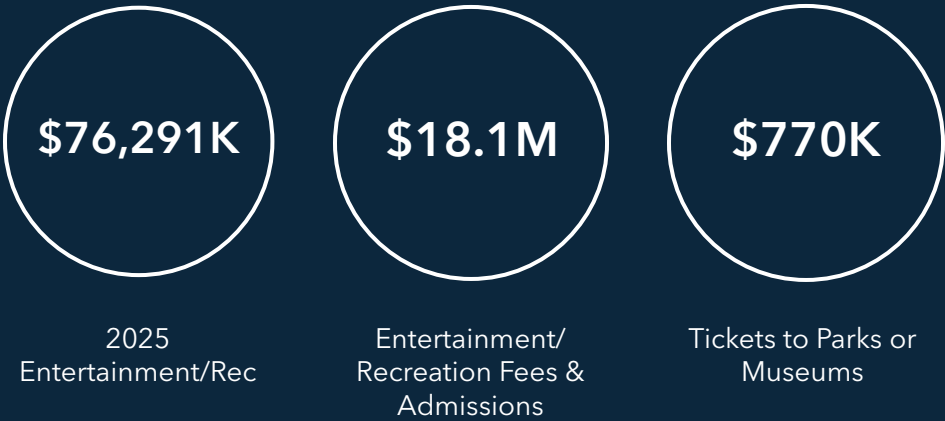 $76,291K
$18.1M
$770K
2025
Entertainment/Rec
Entertainment/
Recreation Fees &
Admissions
Tickets to Parks or
Museums